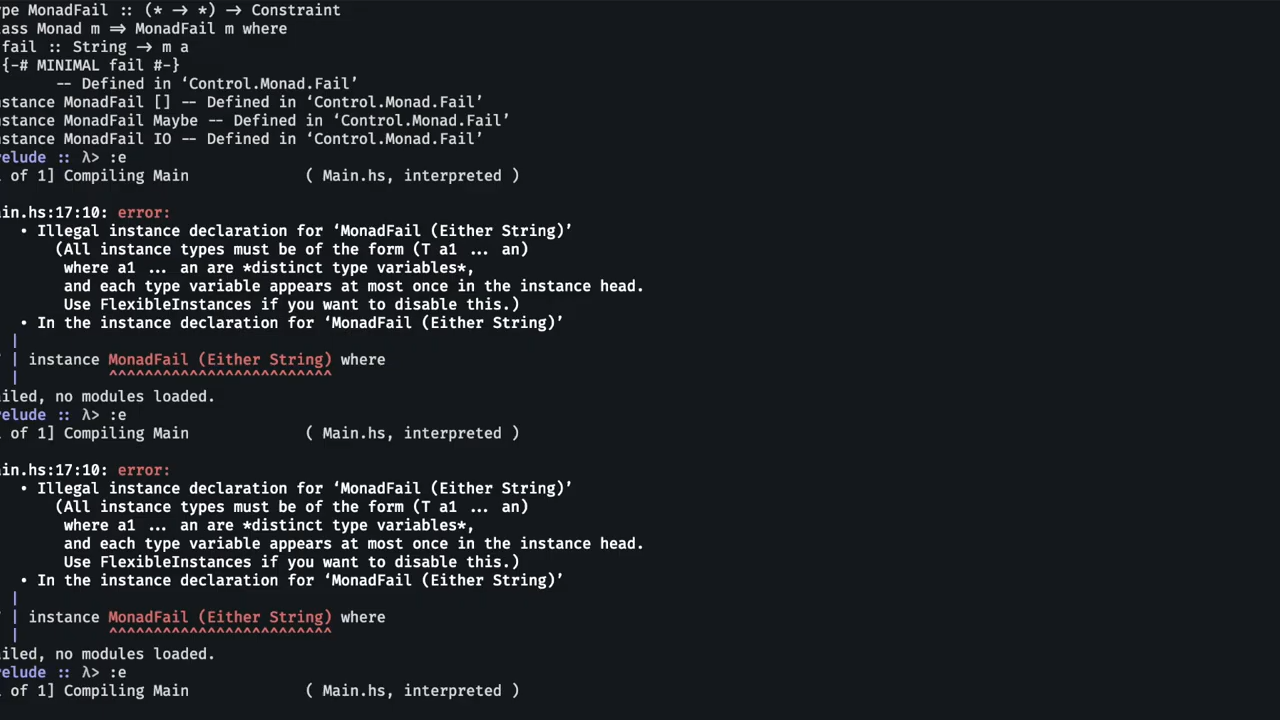 ype MonadFail :: (* -> *) -> Constraint
ass Monad m => MonadFail m where
fail :: String -> m a
{-# MINIMAL fail #-}
-- Defined in ‘Control.Monad.Fail’
nstance MonadFail [] -- Defined in ‘Control.Monad.Fail’
nstance MonadFail Maybe -- Defined in ‘Control.Monad.Fail’
nstance MonadFail IO -- Defined in ‘Control.Monad.Fail’
elude :: λ> :e
of 1] Compiling Main ( Main.hs, interpreted )
in.hs:17:10: error:
• Illegal instance declaration for ‘MonadFail (Either String)’
(All instance types must be of the form (T a1 ... an)
where a1 ... an are *distinct type variables*,
and each type variable appears at most once in the instance head.
Use FlexibleInstances if you want to disable this.)
• In the instance declaration for ‘MonadFail (Either String)’
|
| instance MonadFail (Either String) where
| ^^^^^^^^^^^^^^^^^^^^^^^^^
iled, no modules loaded.
elude :: λ> :e
of 1] Compiling Main ( Main.hs, interpreted )
in.hs:17:10: error:
• Illegal instance declaration for ‘MonadFail (Either String)’
(All instance types must be of the form (T a1 ... an)
where a1 ... an are *distinct type variables*,
and each type variable appears at most once in the instance head.
Use FlexibleInstances if you want to disable this.)
• In the instance declaration for ‘MonadFail (Either String)’
|
| instance MonadFail (Either String) where
| ^^^^^^^^^^^^^^^^^^^^^^^^^
iled, no modules loaded.
elude :: λ> :e
of 1] Compiling Main ( Main.hs, interpreted )